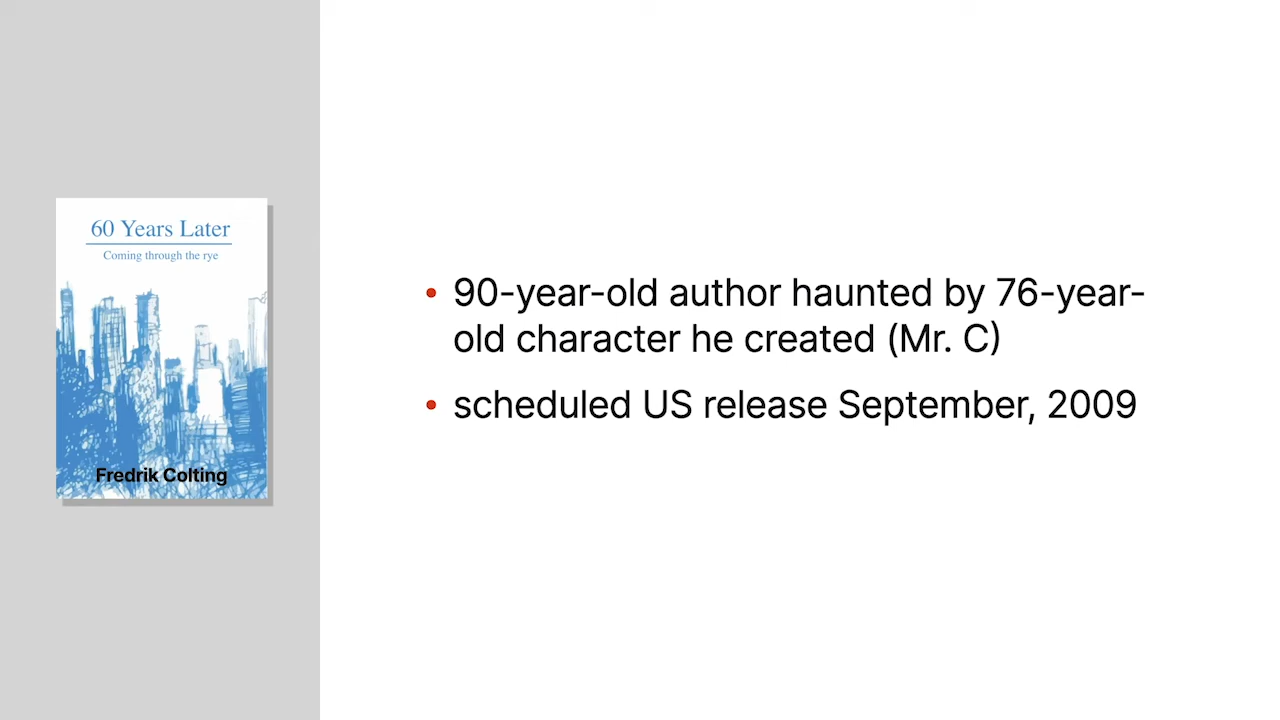 60 Years Later
Coming through the rye
Fredrik Colting
• 90-year-old author haunted by 76-year-
old character he created (Mr. C)
• scheduled US release September, 2009